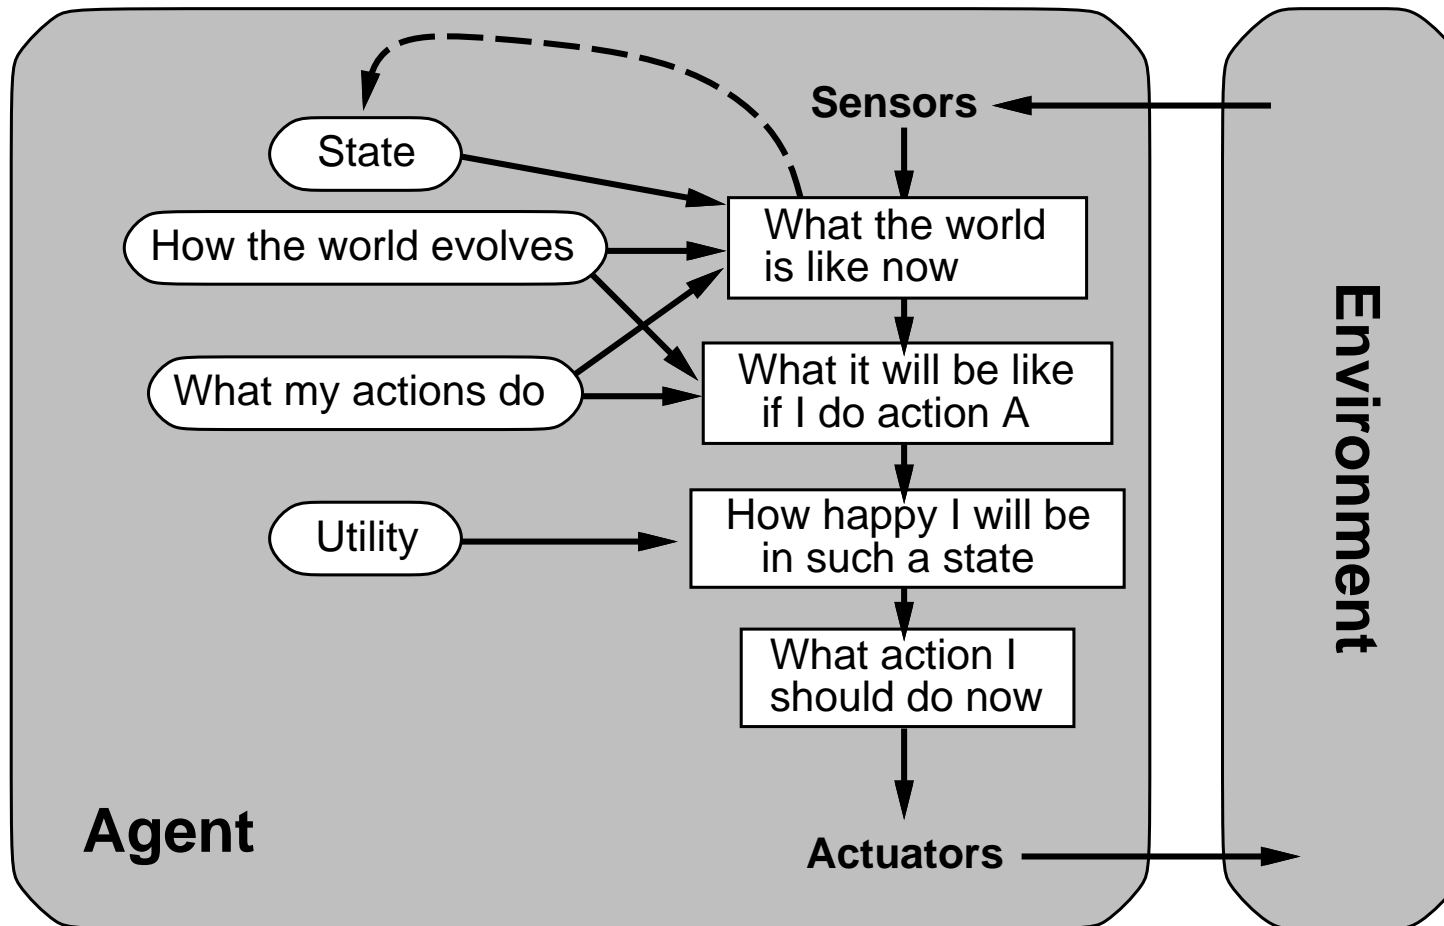 Sensors
State
What the world
is like now
How the world evolves
What it will be like
if I do action A
What my actions do
How happy I will be
in such a state
Utility
What action I
should do now
Agent
Actuators
Environment